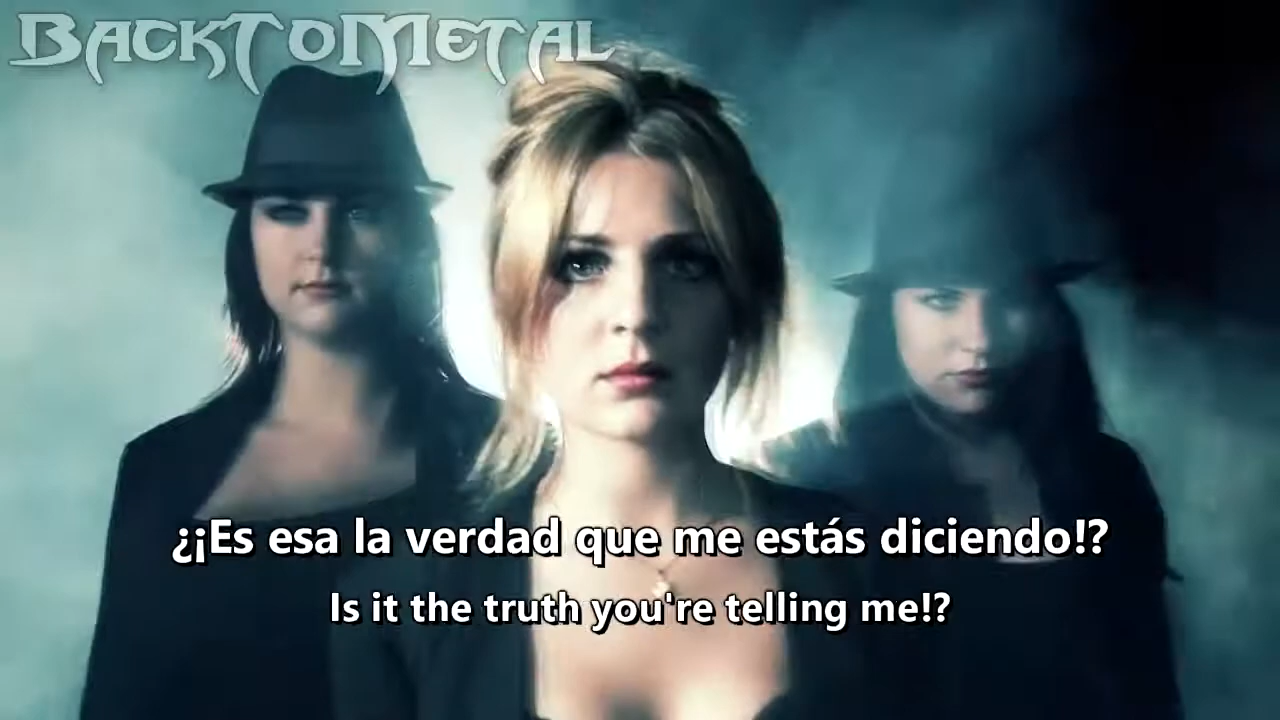 BACKTOMETAL
¿¡Es esa la verdad que me estás diciendo!?
Is it the truth you're telling me!?